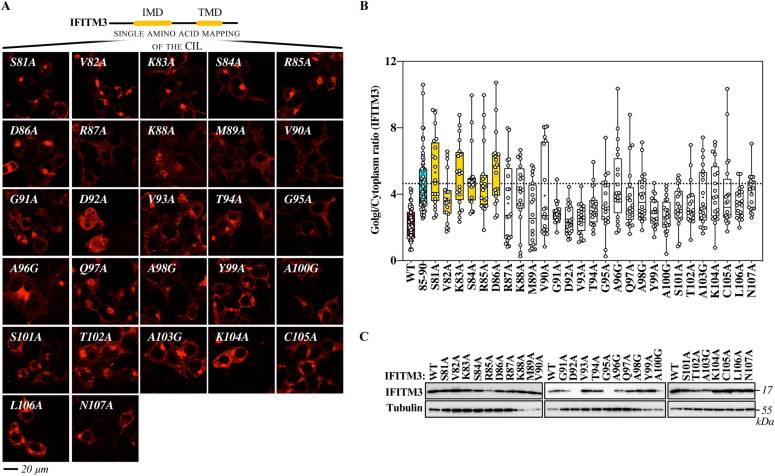 A
IMD TMD
IFITM3
SINGLE AMINO ACID MAPPING
OF THE CIL
S81A V82A K83A S84A R85A
D86A R87A K88A M89A V90A
G91A D92A V93A T94A G95A
A96G Q97A A98G Y99A A100G
S101A T102A A103G K104A C105A
L106A N107A
20 µm
B
Golgi/Cytoplasm ratio (IFITM3)
12
8
4
0
WT 85-90 S81A V82A K83A S84A R85A D86A R87A K88A M89A V90A G91A D92A V93A T94A G95A A96G Q97A A98G Y99A A100G S101A T102A A103G K104A C105A L106A N107A
C
IFITM3: WT S81A V82A K83A S84A R85A D86A R87A K88A M89A V90A WT G91A D92A V93A T94A G95A A96G Q97A A98G Y99A A100G WT S101A T102A A103G K104A C105A L106A N107A
IFITM3 17
Tubulin 55
kDa